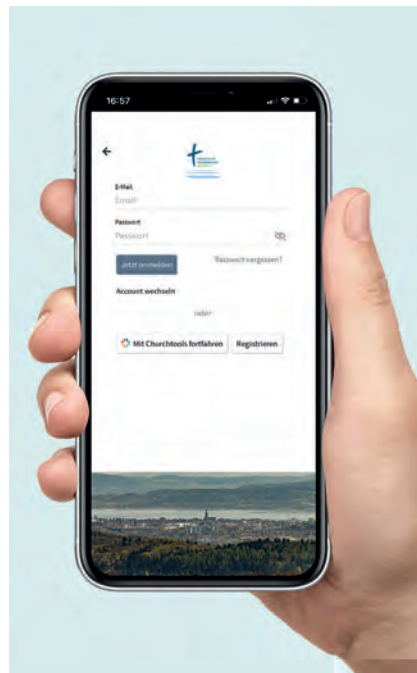 16:57
E-Mail
Email
Passwort
Passwort
Jetzt anmelden
Passwort vergessen?
Account wechseln
oder
Mit Churchtools fortfahren
Registrieren